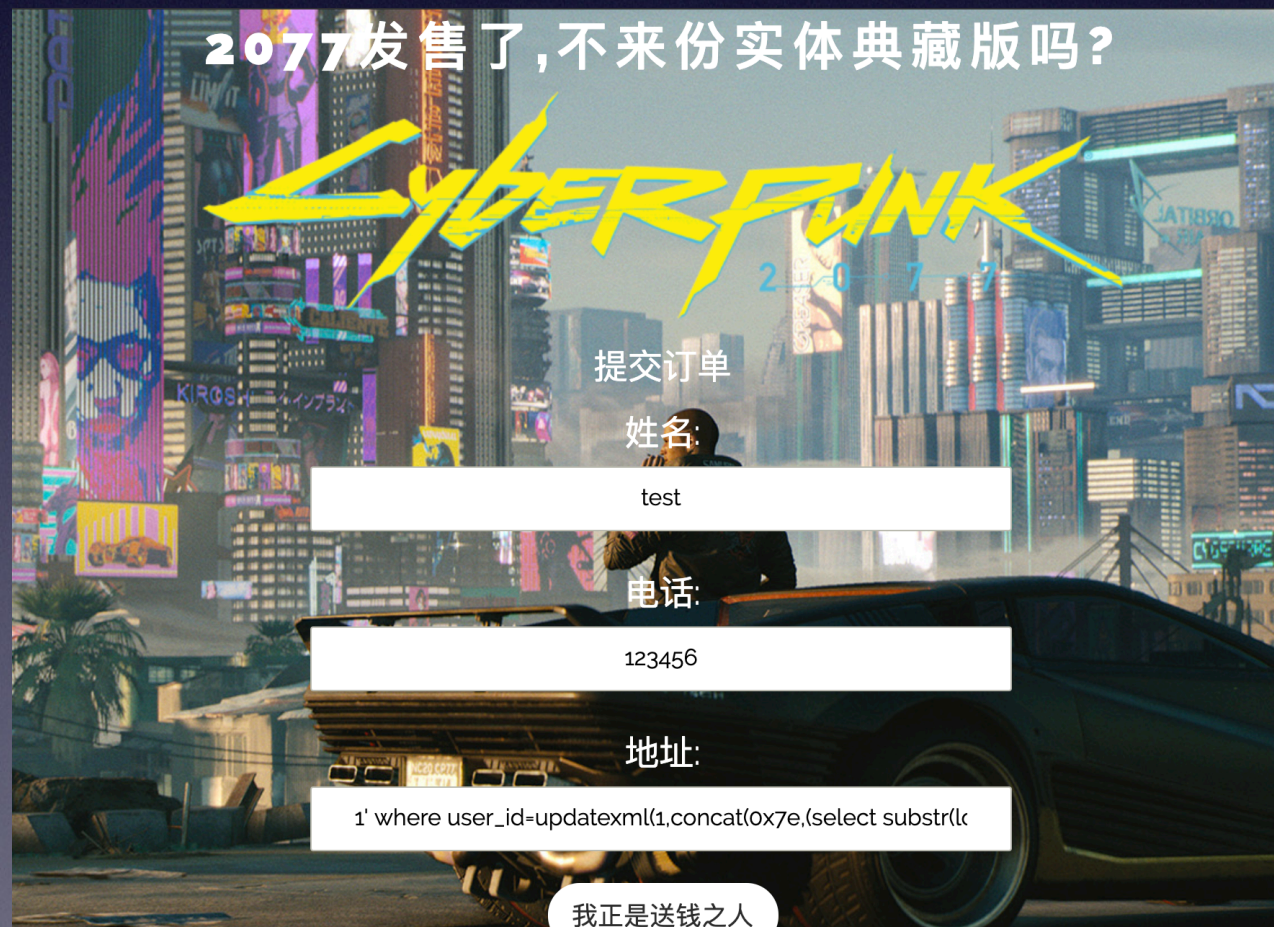 2077发售了,不来份实体典藏版吗?
CYBERPUNK
2077
提交订单
姓名:
test
电话:
123456
地址:
1' where user_id=updatexml(1,concat(0x7e,(select substr(lo
我正是送钱之人